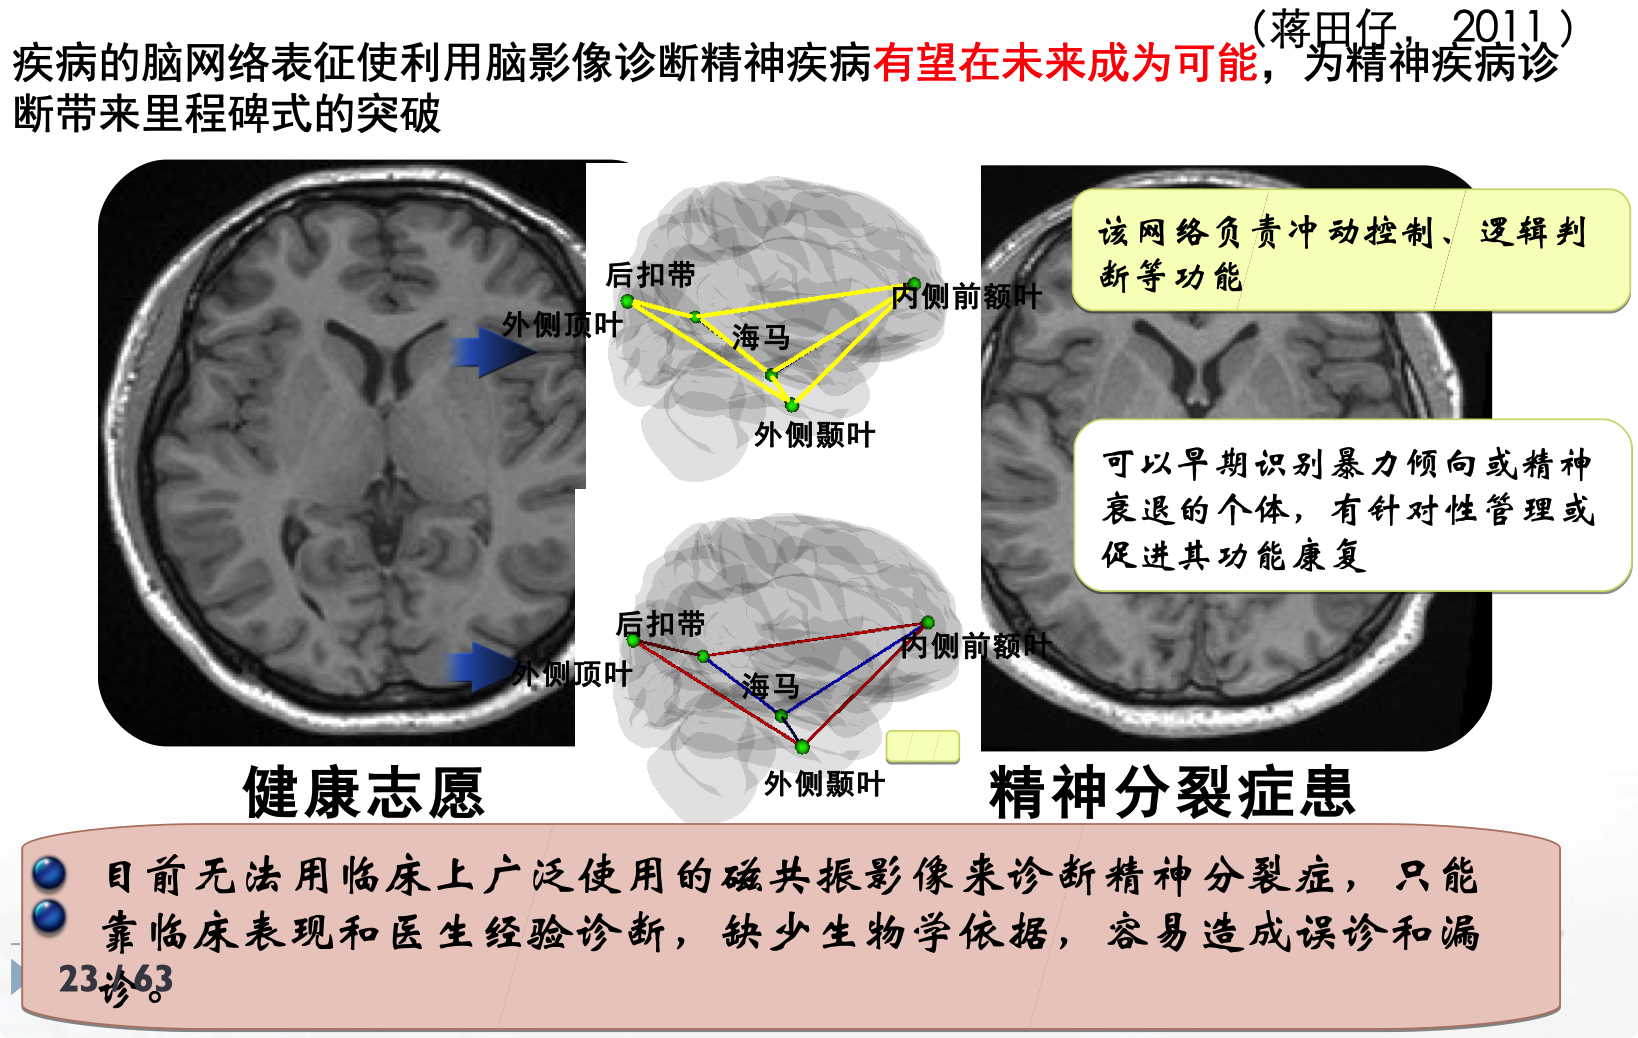 （蒋田仔， 2011 ）
疾病的脑网络表征使利用脑影像诊断精神疾病有望在未来成为可能，为精神疾病诊
断带来里程碑式的突破
该网络负责冲动控制、逻辑判
断等功能
后扣带
内侧前额叶
外侧顶叶
海马
外侧颞叶
可以早期识别暴力倾向或精神
衰退的个体，有针对性管理或
促进其功能康复
后扣带
内侧前额叶
外侧顶叶
海马
外侧颞叶
健康志愿
精神分裂症患
目前无法用临床上广泛使用的磁共振影像来诊断精神分裂症，只能
靠临床表现和医生经验诊断，缺少生物学依据，容易造成误诊和漏
诊。
23 / 63